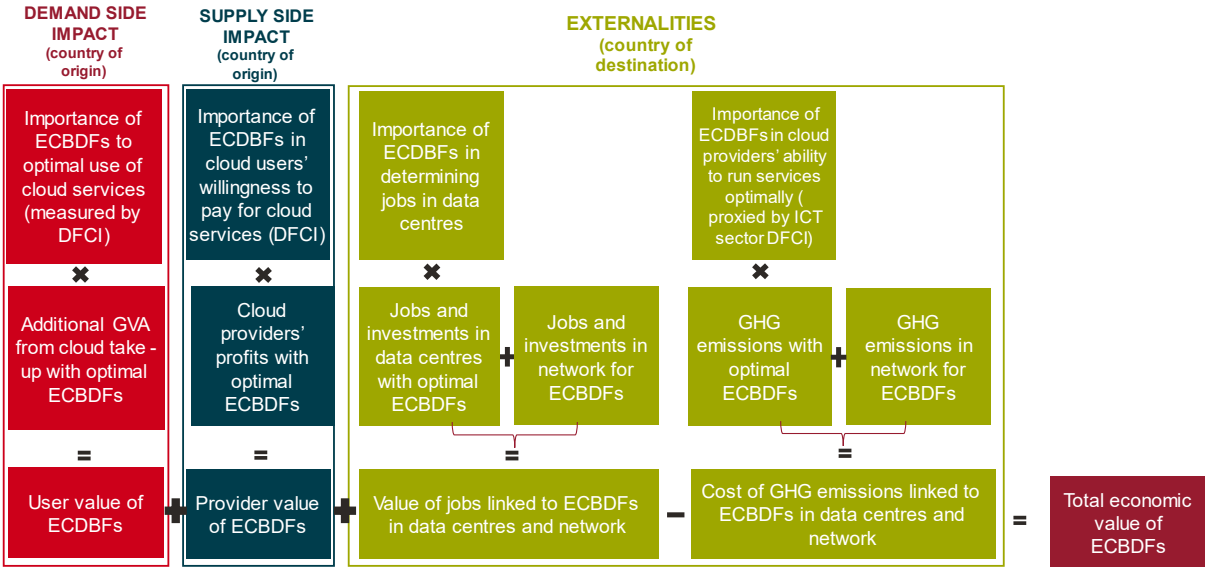 DEMAND SIDE
IMPACT
(country of
origin)
SUPPLY SIDE
IMPACT
(country of
origin)
EXTERNALITIES
(country of
destination)
Importance of
ECBDFs to
optimal use of
cloud services
(measured by
DFCI)
Importance of
ECDBFs in
cloud users'
willingness to
pay for cloud
services (DFCI)
Importance of
ECDBFs in
determining
jobs in data
centres
Importance of
ECDBFs in cloud
providers' ability
to run services
optimally (
proxied by ICT
sector DFCI)
✖
✖
✖
✖
Additional GVA
from cloud take -
up with optimal
ECBDFs
Cloud
providers'
profits with
optimal
ECBDFs
Jobs and
investments in
data centres
with optimal
ECBDFs
+
Jobs and
investments in
network for
ECBDFs
GHG
emissions with
optimal
ECBDFs
+
GHG
emissions in
network for
ECBDFs
=
=
=
=
User value of
ECDBFs
+
Provider value
of ECBDFs
+
Value of jobs linked to ECBDFs
in data centres and network
−
Cost of GHG emissions linked to
ECBDFs in data centres and
network
=
Total economic
value of
ECBDFs